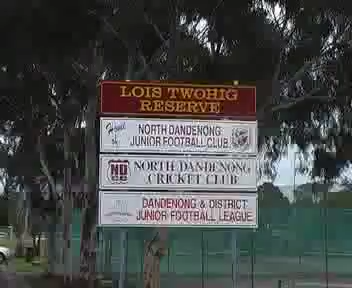 LOIS TWOHIG
RESERVE
NORTH DANDENONG
JUNIOR FOOTBALL CLUB
ND
NORTH DANDENONG
CRICKET CLUB
DANDENONG & DISTRICT
JUNIOR FOOTBALL LEAGUE